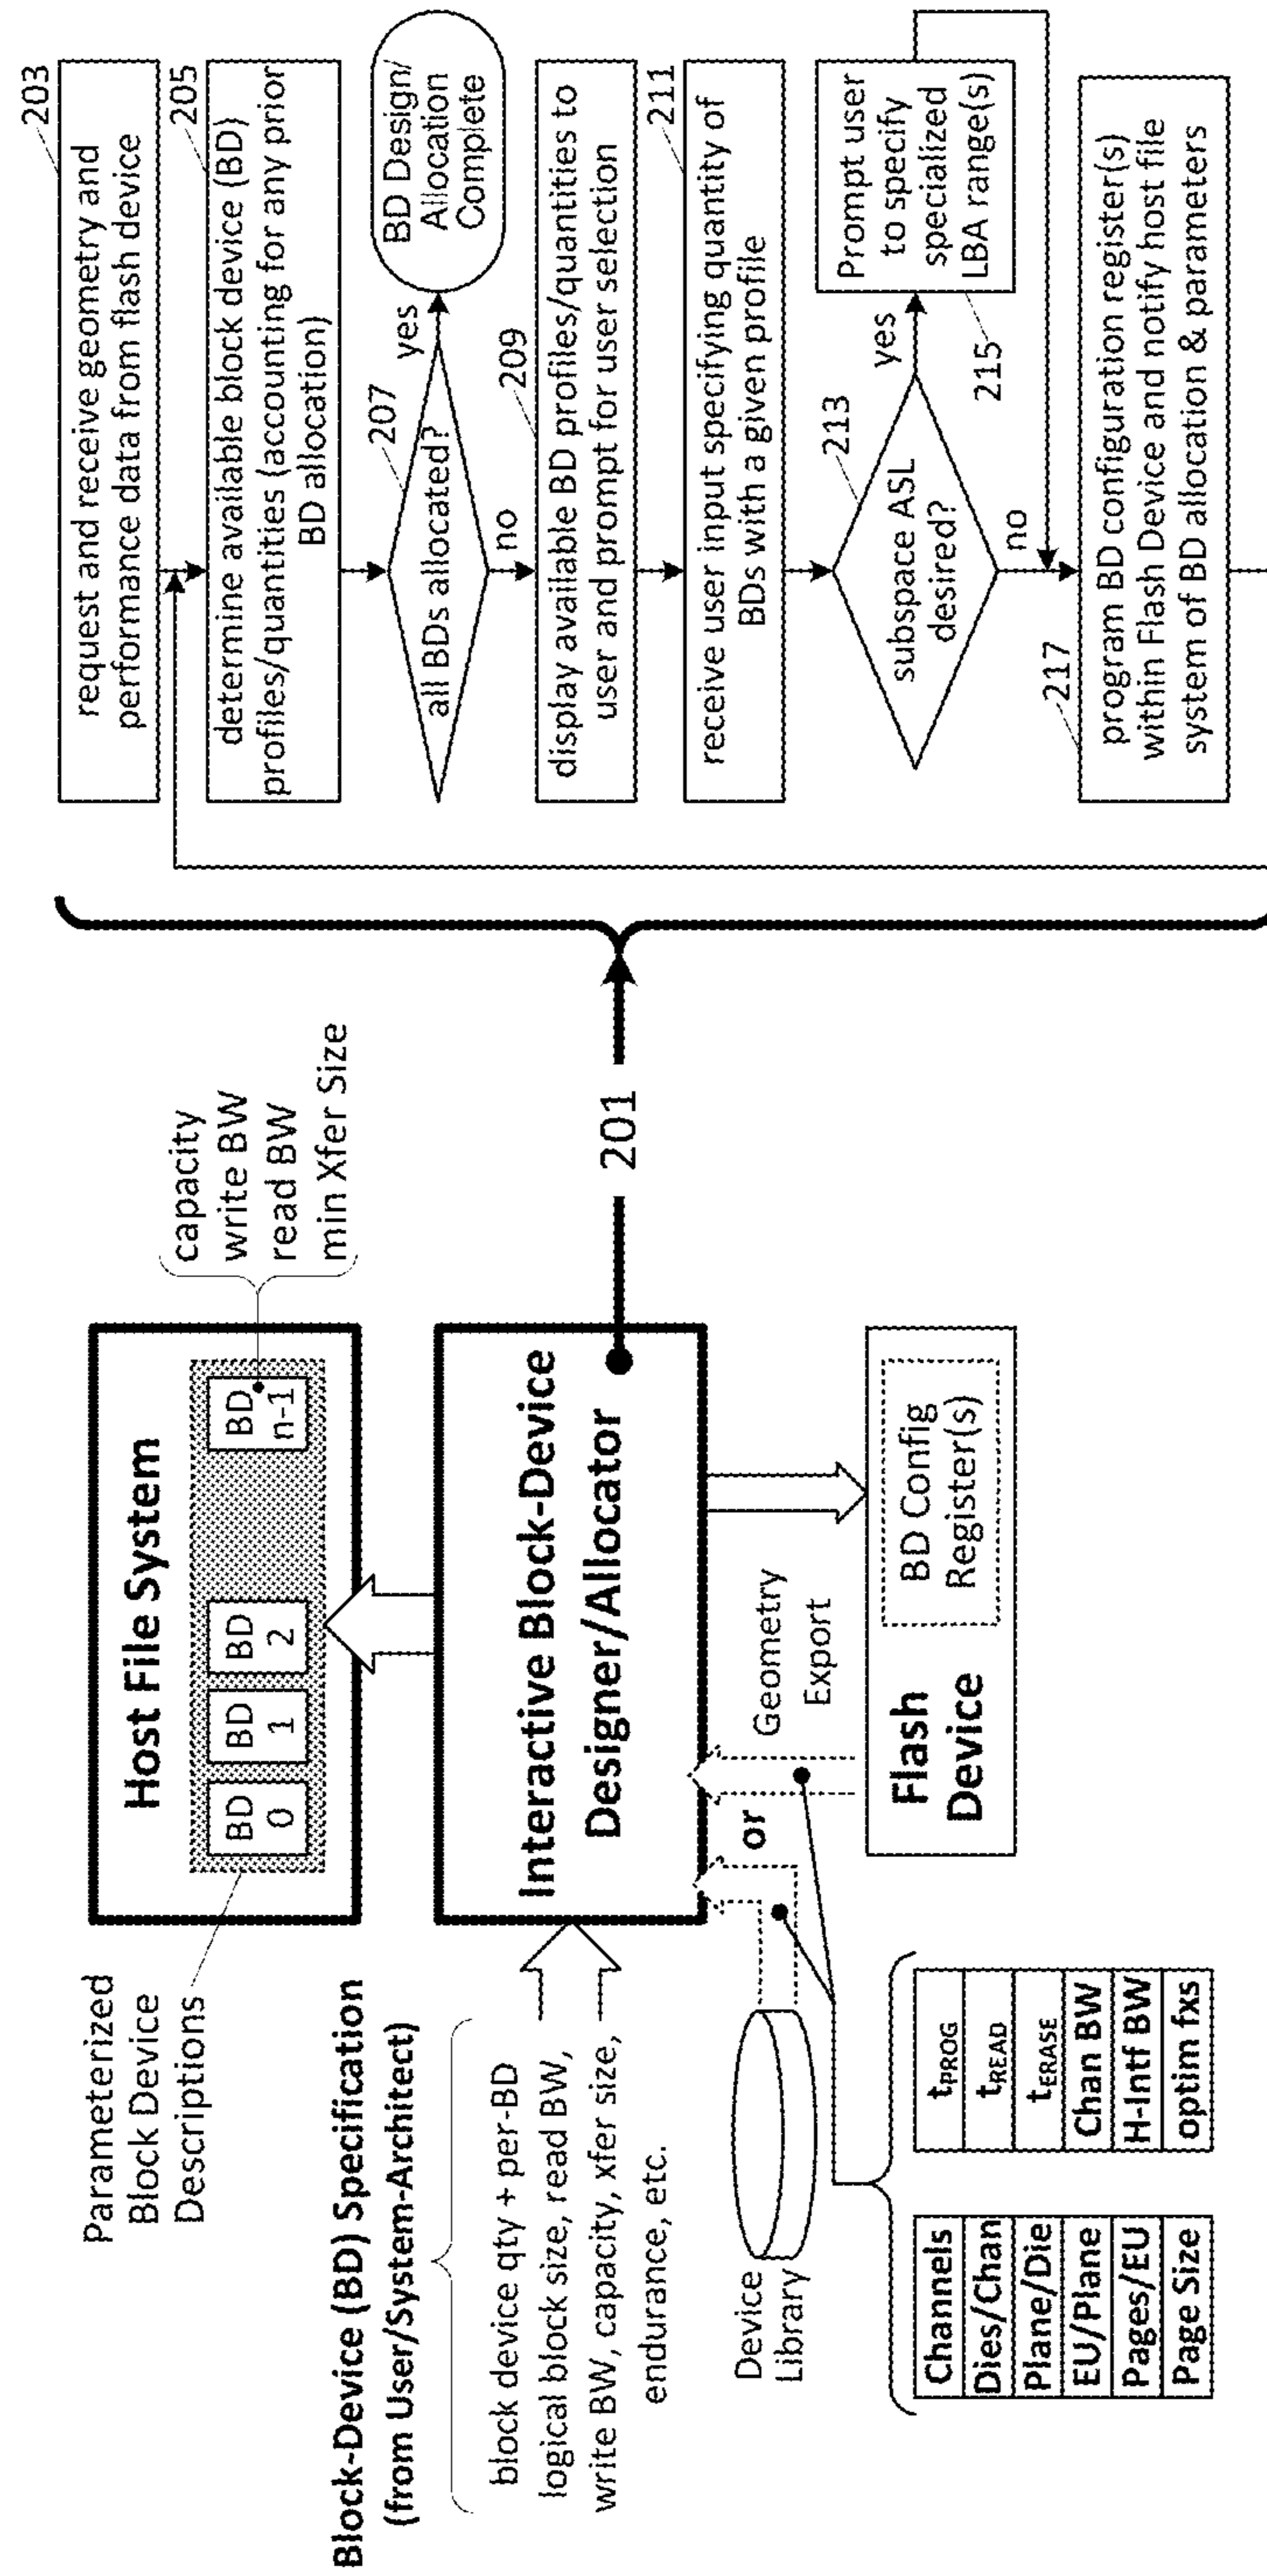 Parameterized
Block Device
Descriptions
Host File System
BD
0
BD
1
BD
2
BD
n-1
capacity
write BW
read BW
min Xfer Size
Block-Device (BD) Specification
(from User/System-Architect)
block device qty + per-BD
logical block size, read BW,
write BW, capacity, xfer size,
endurance, etc.
Interactive Block-Device
Designer/Allocator
201
Device
Library
or
Geometry
Export
Flash
Device
BD Config
Register(s)
Channels
Dies/Chan
Plane/Die
EU/Plane
Pages/EU
Page Size
tPROG
tREAD
tERASE
Chan BW
H-Intf BW
optim fxs
203
request and receive geometry and
performance data from flash device
205
determine available block device (BD)
profiles/quantities (accounting for any prior
BD allocation)
207
all BDs allocated?
yes
BD Design/
Allocation
Complete
no
209
display available BD profiles/quantities to
user and prompt for user selection
211
receive user input specifying quantity of
BDs with a given profile
213
subspace ASL
desired?
yes
Prompt user
to specify
specialized
LBA range(s)
215
no
217
program BD configuration register(s)
within Flash Device and notify host file
system of BD allocation & parameters